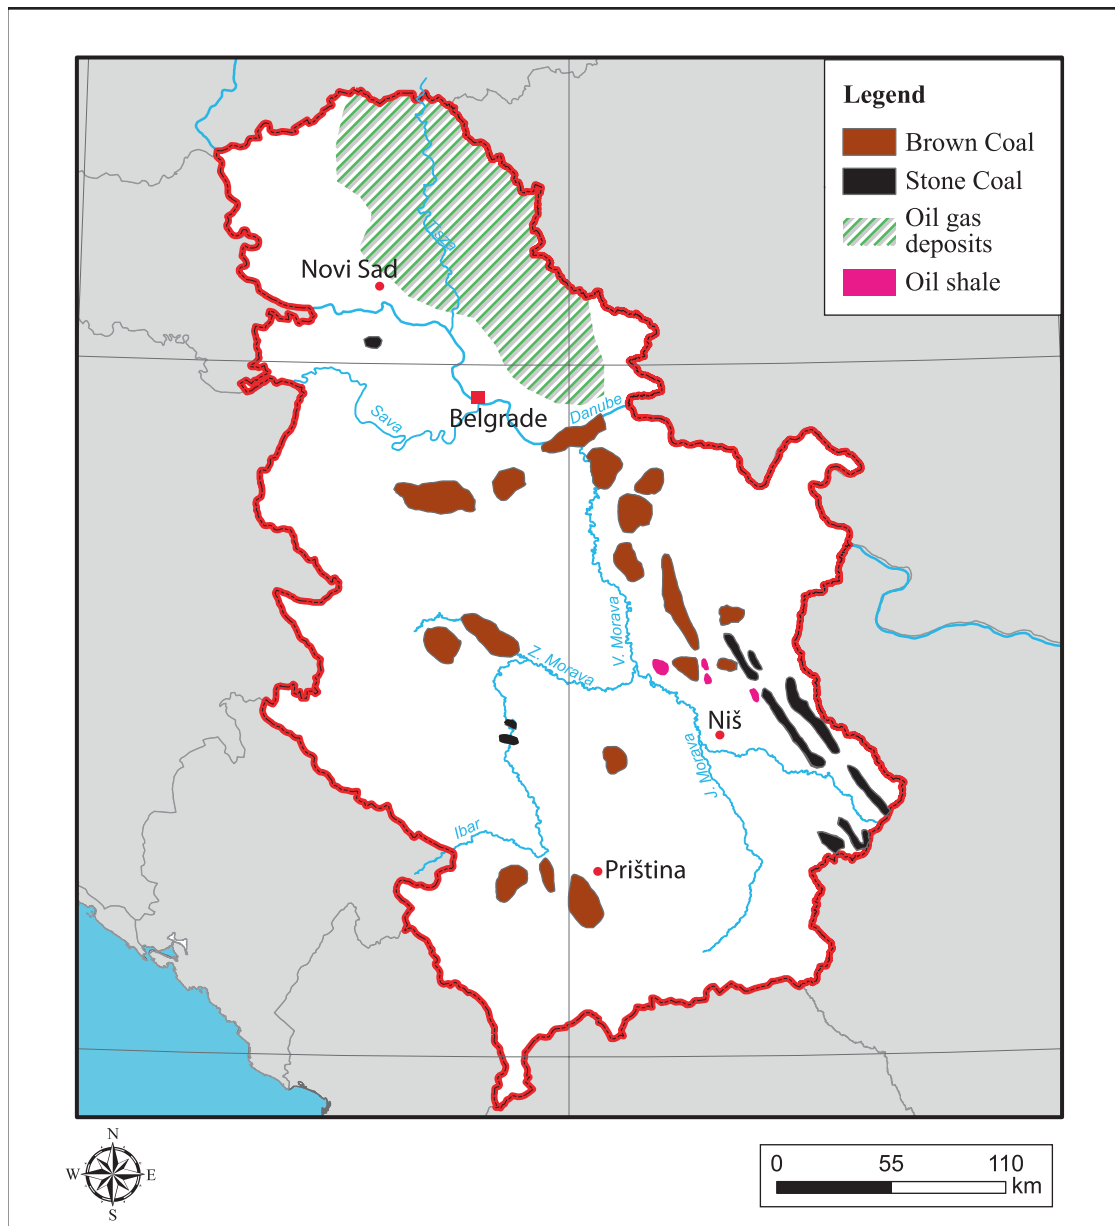 Legend
Brown Coal
Stone Coal
Oil gas
deposits
Oil shale
Tisza
Novi Sad
Sava
Belgrade
Danube
V. Morava
Z. Morava
Niš
J. Morava
Ibar
Priština
N
W
E
S
0
55
110
km